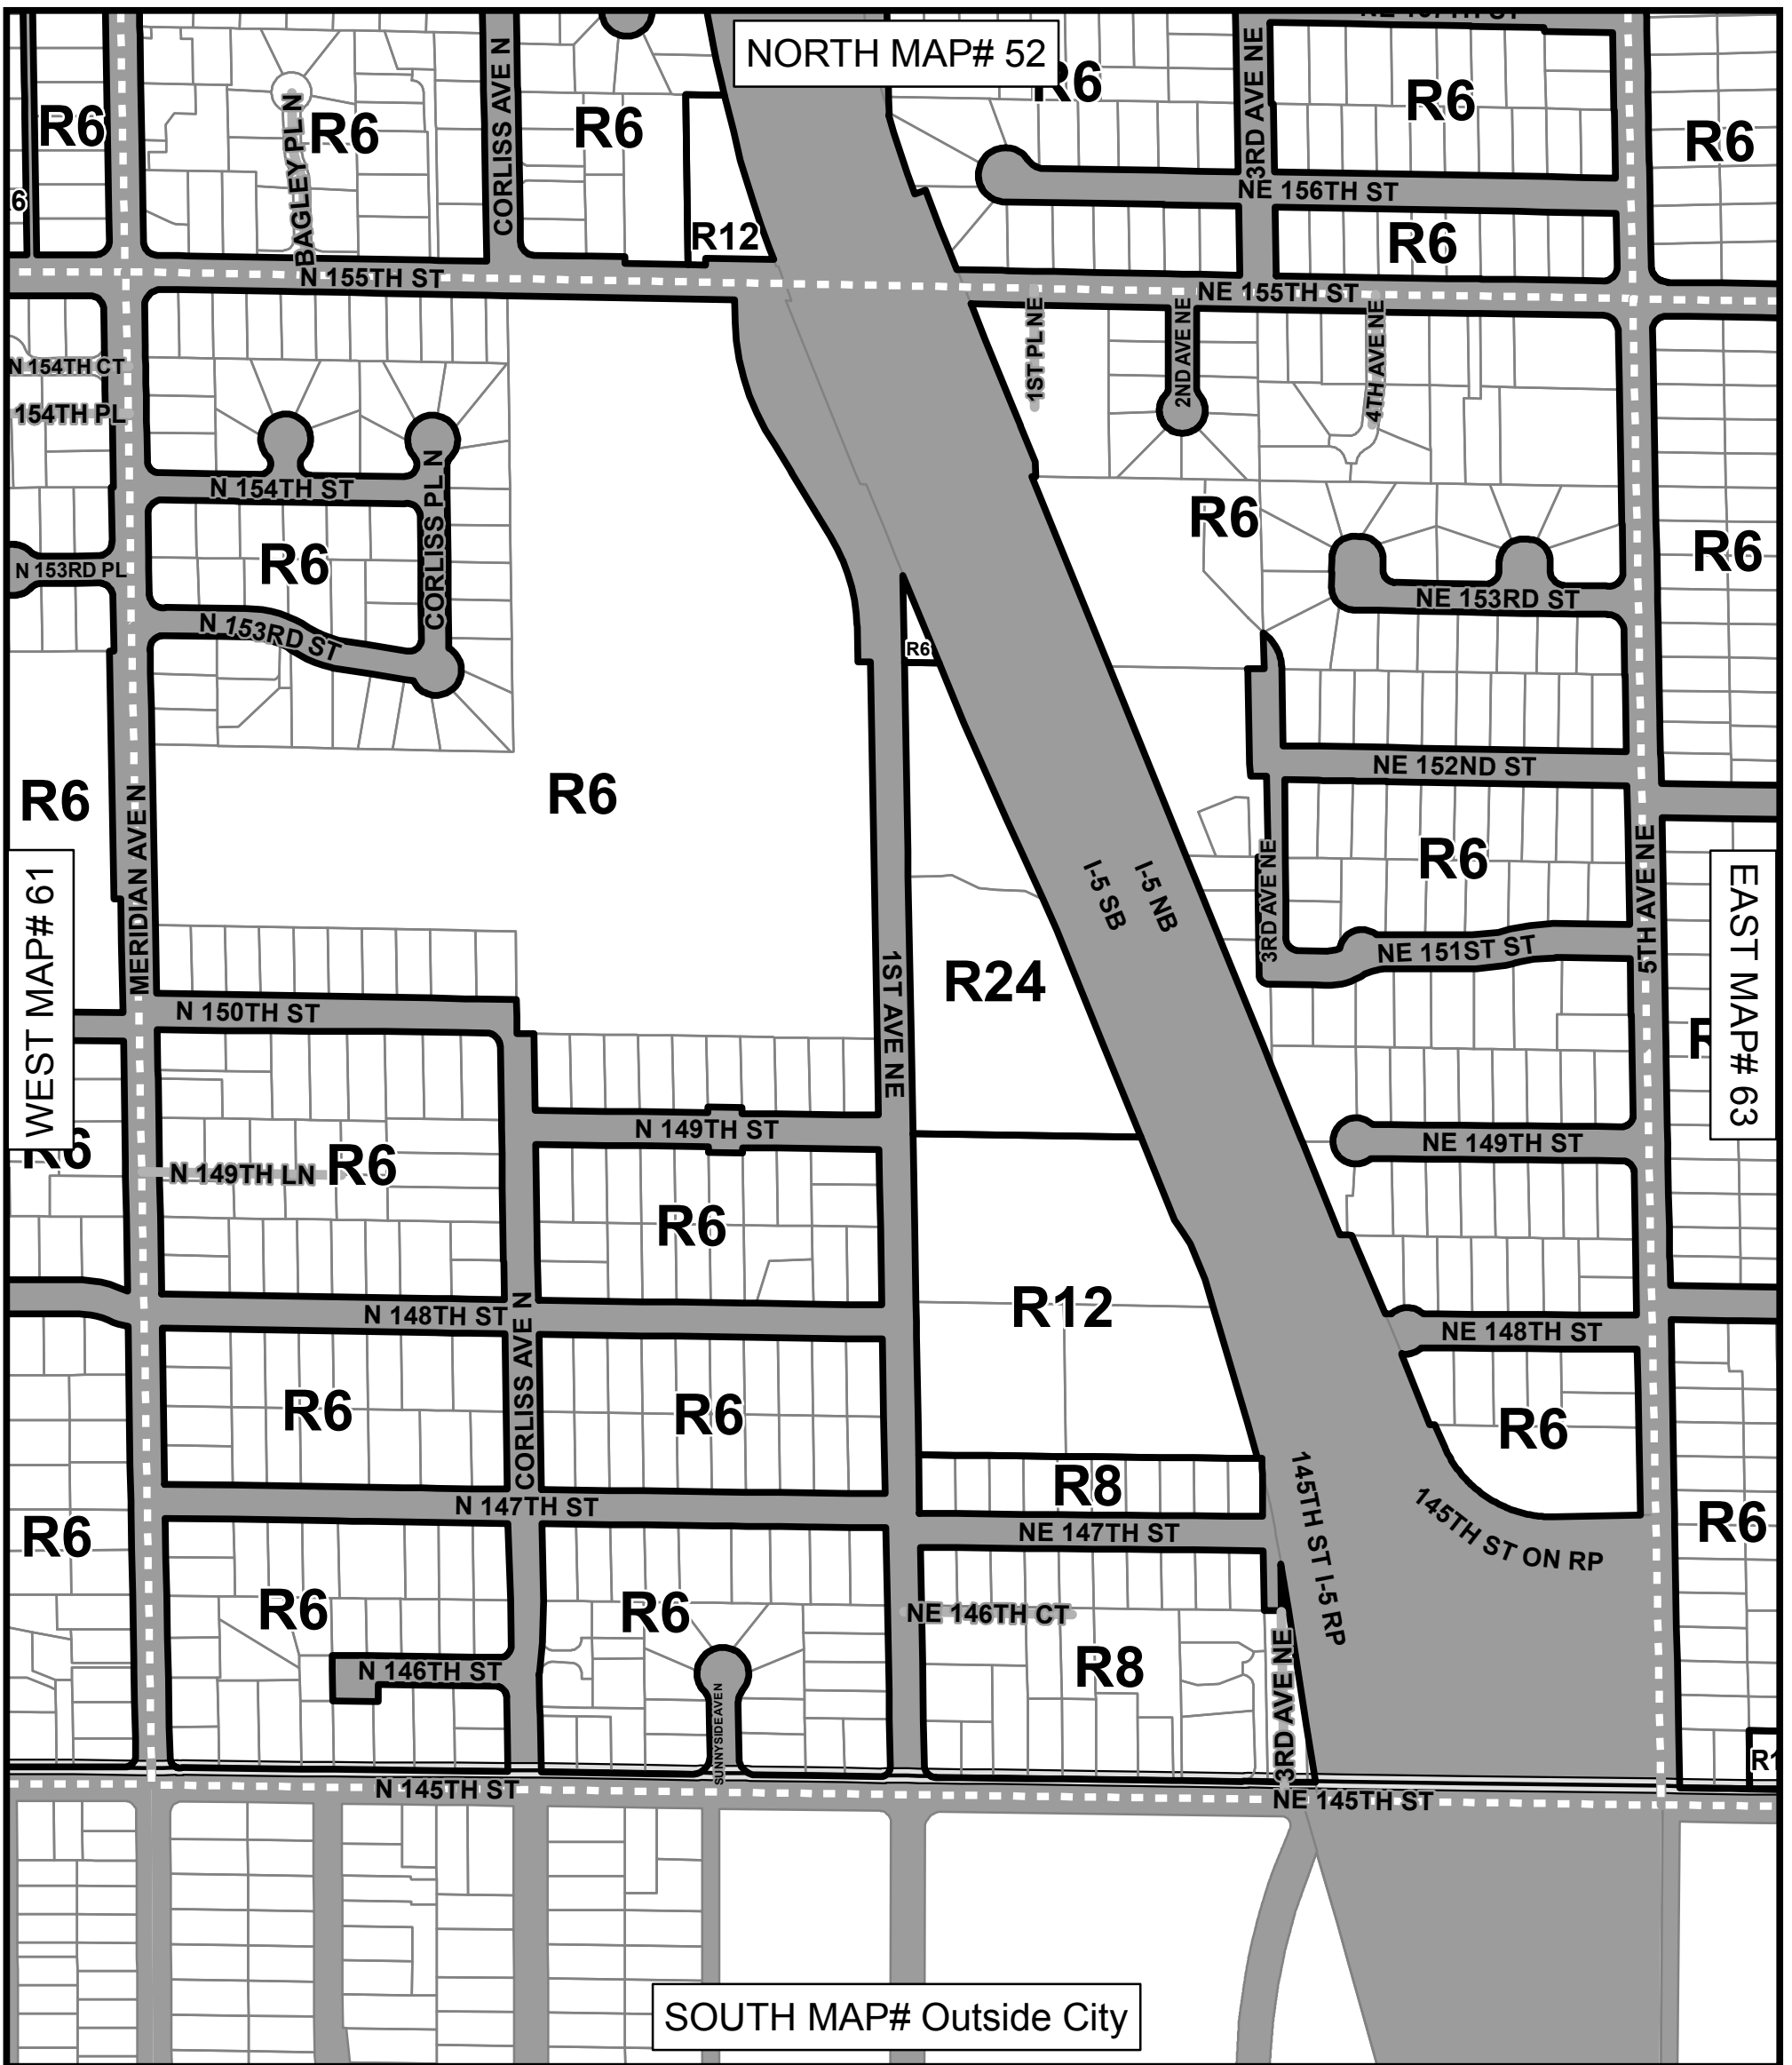 NE 157TH ST
NORTH MAP# 52
CORLISS AVE N
3RD AVE NE
R6
R6
R6
R6
R6
R6
BAGLEY PL N
NE 156TH ST
R12
R6
N 155TH ST
NE 155TH ST
1ST PL NE
2ND AVE NE
4TH AVE NE
N 154TH CT
154TH PL
N 154TH ST
CORLISS PL N
R6
R6
R6
N 153RD PL
NE 153RD ST
N 153RD ST
R6
NE 152ND ST
R6
R6
MERIDIAN AVE N
WEST MAP# 61
R6
I-5 SB
I-5 NB
3RD AVE NE
5TH AVE NE
EAST MAP# 63
NE 151ST ST
R24
1ST AVE NE
N 150TH ST
N 149TH ST
NE 149TH ST
R6
N 149TH LN
R6
R6
R12
N 148TH ST
NE 148TH ST
CORLISS AVE N
R6
R6
R6
R8
N 147TH ST
NE 147TH ST
145TH ST I-5 RP
145TH ST ON RP
R6
R6
R6
R6
NE 146TH CT
N 146TH ST
R8
SUNNYSIDE AVE N
3RD AVE NE
N 145TH ST
NE 145TH ST
SOUTH MAP# Outside City